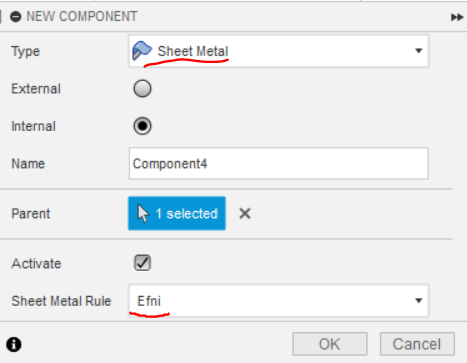 NEW COMPONENT
Type Sheet Metal
External
Internal
Name Component4
Parent 1 selected
Activate
Sheet Metal Rule Efni
OK Cancel